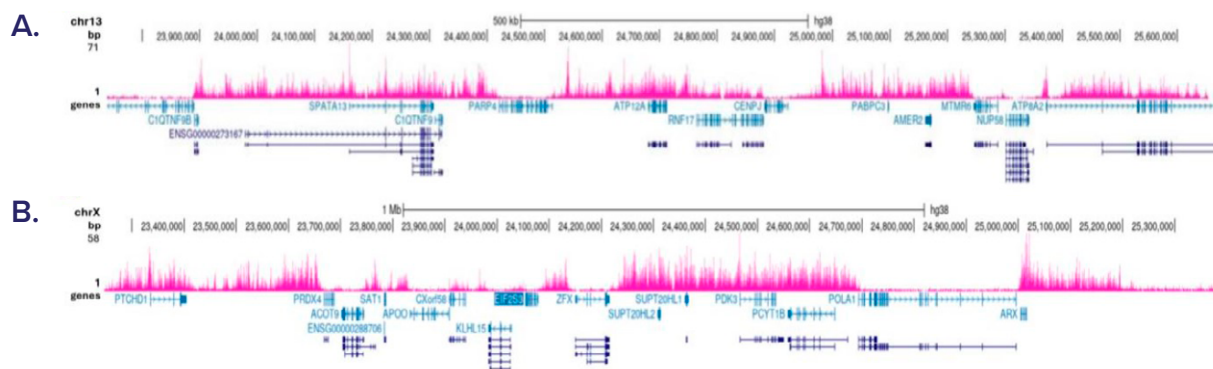 A.
chr13 500 kb hg38
bp 23,900,000 24,000,000 24,100,000 24,200,000 24,300,000 24,400,000 24,500,000 24,600,000 24,700,000 24,800,000 24,900,000 25,000,000 25,100,000 25,200,000 25,300,000 25,400,000 25,500,000 25,600,000
71
1
genes SPATA13 PARP4 ATP12A CENPJ PABPC3 MTMR6 ATP8A2
C1QTNF9B C1QTNF9 RNF17 AMER2 NUP58
ENSG00000273167
B.
chrX 1 Mb hg38
bp 23,400,000 23,500,000 23,600,000 23,700,000 23,800,000 23,900,000 24,000,000 24,100,000 24,200,000 24,300,000 24,400,000 24,500,000 24,600,000 24,700,000 24,800,000 24,900,000 25,000,000 25,100,000 25,200,000 25,300,000
58
1
genes PTCHD1 PRDX4 SAT1 CXorf58 EIF2S3 ZFX SUPT20HL1 PDK3 POLA1
ACOT9 APOO SUPT20HL2 PCYT1B ARX
ENSG00000288706 KLHL15